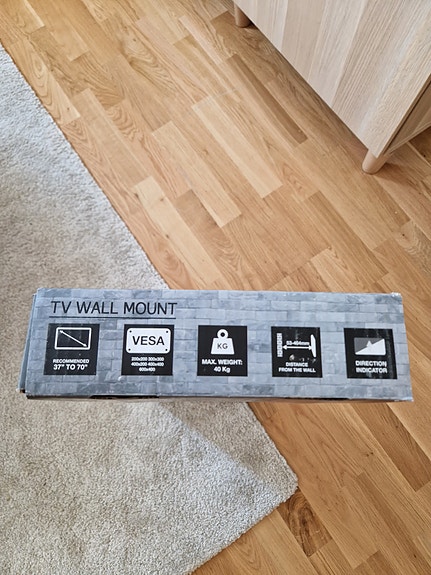 TV WALL MOUNT
RECOMMENDED
37" TO 70"
VESA
200x200 300x300
400x200 400x400
600x400
KG
MAX. WEIGHT:
40 Kg
DISTANCE
FROM THE WALL
DIRECTION
INDICATOR